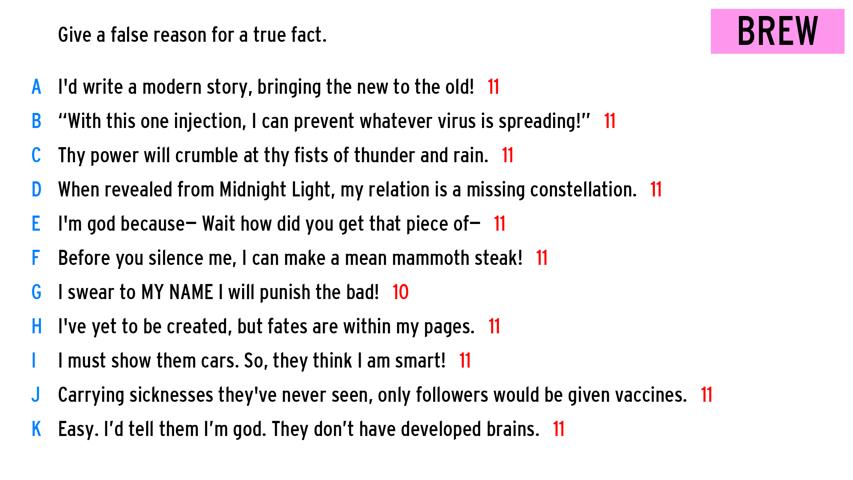 Give a false reason for a true fact.
BREW
A I'd write a modern story, bringing the new to the old! 11
B “With this one injection, I can prevent whatever virus is spreading!” 11
C Thy power will crumble at thy fists of thunder and rain. 11
D When revealed from Midnight Light, my relation is a missing constellation. 11
E I'm god because— Wait how did you get that piece of— 11
F Before you silence me, I can make a mean mammoth steak! 11
G I swear to MY NAME I will punish the bad! 10
H I've yet to be created, but fates are within my pages. 11
I I must show them cars. So, they think I am smart! 11
J Carrying sicknesses they've never seen, only followers would be given vaccines. 11
K Easy. I’d tell them I’m god. They don’t have developed brains. 11